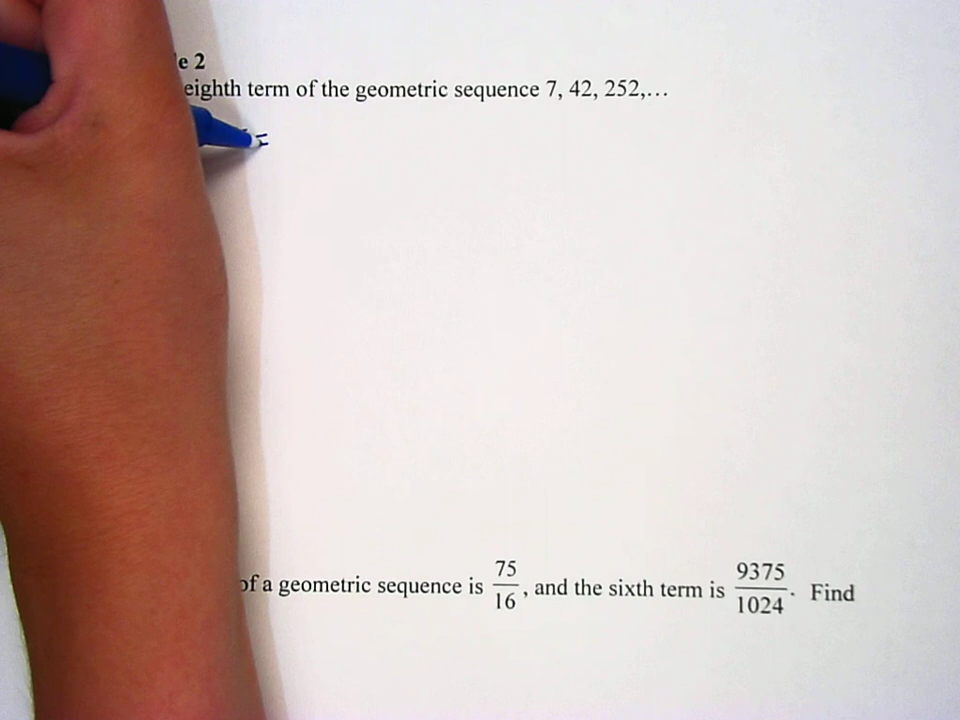 e 2
eighth term of the geometric sequence 7, 42, 252,…
=
of a geometric sequence is 75/16, and the sixth term is 9375/1024. Find